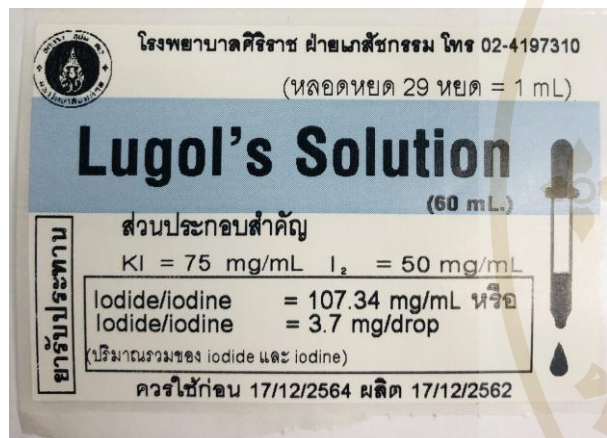 โรงพยาบาลศิริราช ฝ่ายเภสัชกรรม โทร 02-4197310
(หลอดหยด 29 หยด = 1 mL)
Lugol's Solution
(60 mL.)
ยารับประทาน
ส่วนประกอบสำคัญ
KI = 75 mg/mL I₂ = 50 mg/mL
Iodide/iodine = 107.34 mg/mL หรือ
Iodide/iodine = 3.7 mg/drop
(ปริมาณรวมของ iodide และ iodine)
ควรใช้ก่อน 17/12/2564 ผลิต 17/12/2562